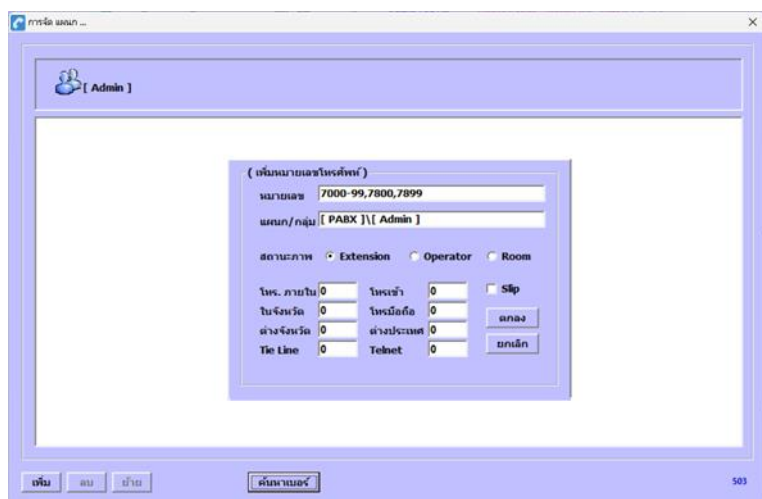 การจัด แผนก ...
[ Admin ]
( เพิ่มหมายเลขโทรศัพท์ )
หมายเลข 7000-99,7800,7899
แผนก/กลุ่ม [ PABX ]\[ Admin ]
สถานะภาพ Extension Operator Room
โทร. ภายใน 0 โทรเข้า 0 Slip
ในจังหวัด 0 โทรมือถือ 0 ตกลง
ต่างจังหวัด 0 ต่างประเทศ 0 ยกเลิก
Tie Line 0 Telnet 0
เพิ่ม ลบ ย้าย ค้นหาเบอร์ 503